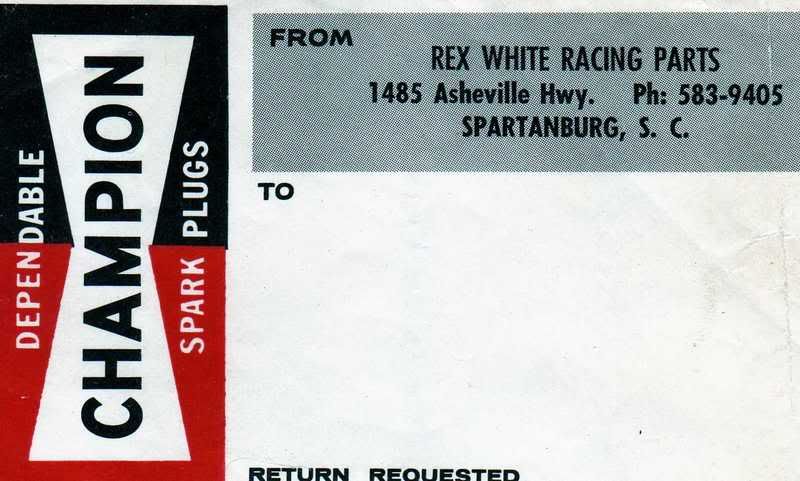 DEPENDABLE
CHAMPION
SPARK PLUGS
FROM
REX WHITE RACING PARTS
1485 Asheville Hwy. Ph: 583-9405
SPARTANBURG, S. C.
TO
RETURN REQUESTED